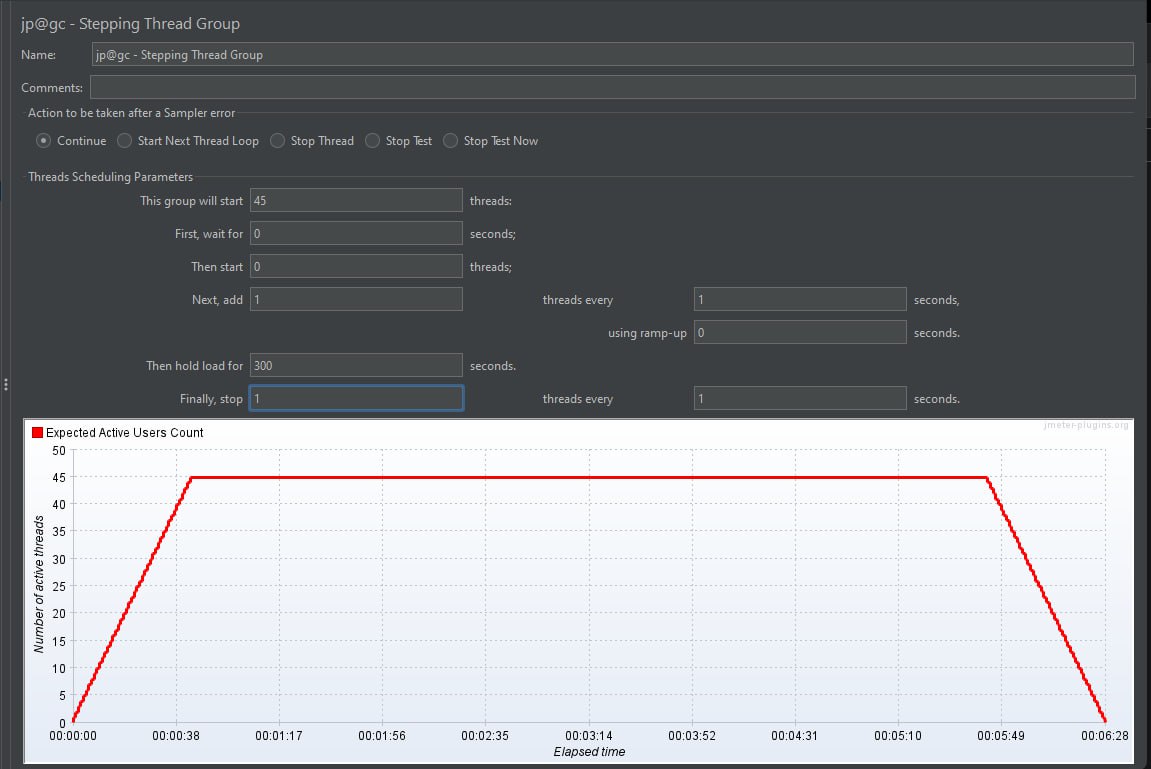 jp@gc - Stepping Thread Group
Name: jp@gc - Stepping Thread Group
Comments:
Action to be taken after a Sampler error
Continue Start Next Thread Loop Stop Thread Stop Test Stop Test Now
Threads Scheduling Parameters
This group will start 45 threads:
First, wait for 0 seconds;
Then start 0 threads;
Next, add 1 threads every 1 seconds,
using ramp-up 0 seconds.
Then hold load for 300 seconds.
Finally, stop 1 threads every 1 seconds.
jmeter-plugins.org
Expected Active Users Count
50
45
40
35
30
25
20
15
10
5
0
Number of active threads
00:00:00 00:00:38 00:01:17 00:01:56 00:02:35 00:03:14 00:03:52 00:04:31 00:05:10 00:05:49 00:06:28
Elapsed time